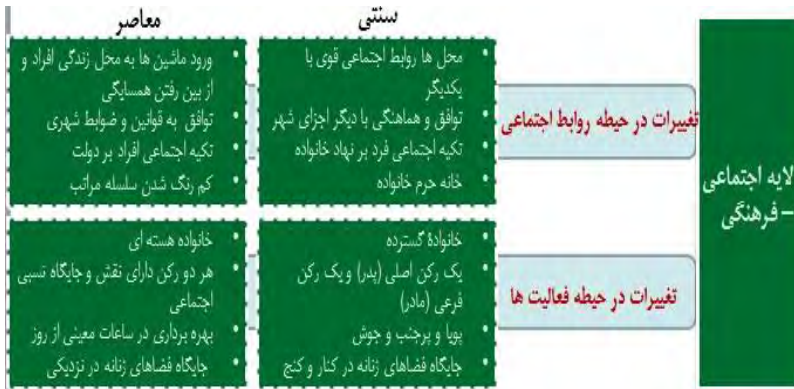 سنتی
معاصر
لایه اجتماعی
– فرهنگی
تغییرات در حیطه روابط اجتماعی
• محل ها روابط اجتماعی قوی با
یکدیگر
• توافق و هماهنگی با دیگر اجزای شهر
• تکیه اجتماعی فرد بر نهاد خانواده
• خانه حرم خانواده
• ورود ماشین ها به محل زندگی افراد و
از بین رفتن همسایگی
• توافق به قوانین و ضوابط شهری
• تکیه اجتماعی افراد بر دولت
• کم رنگ شدن سلسله مراتب
تغییرات در حیطه فعالیت ها
• خانوادۀ گسترده
• یک رکن اصلی (پدر) و یک رکن
فرعی (مادر)
• پویا و پرجنب و جوش
• جایگاه فضاهای زنانه در کنار و کنج
• خانواده هسته ای
• هر دو رکن دارای نقش و جایگاه نسبی
اجتماعی
• بهره برداری در ساعات معینی از روز
• جایگاه فضاهای زنانه در نزدیکی